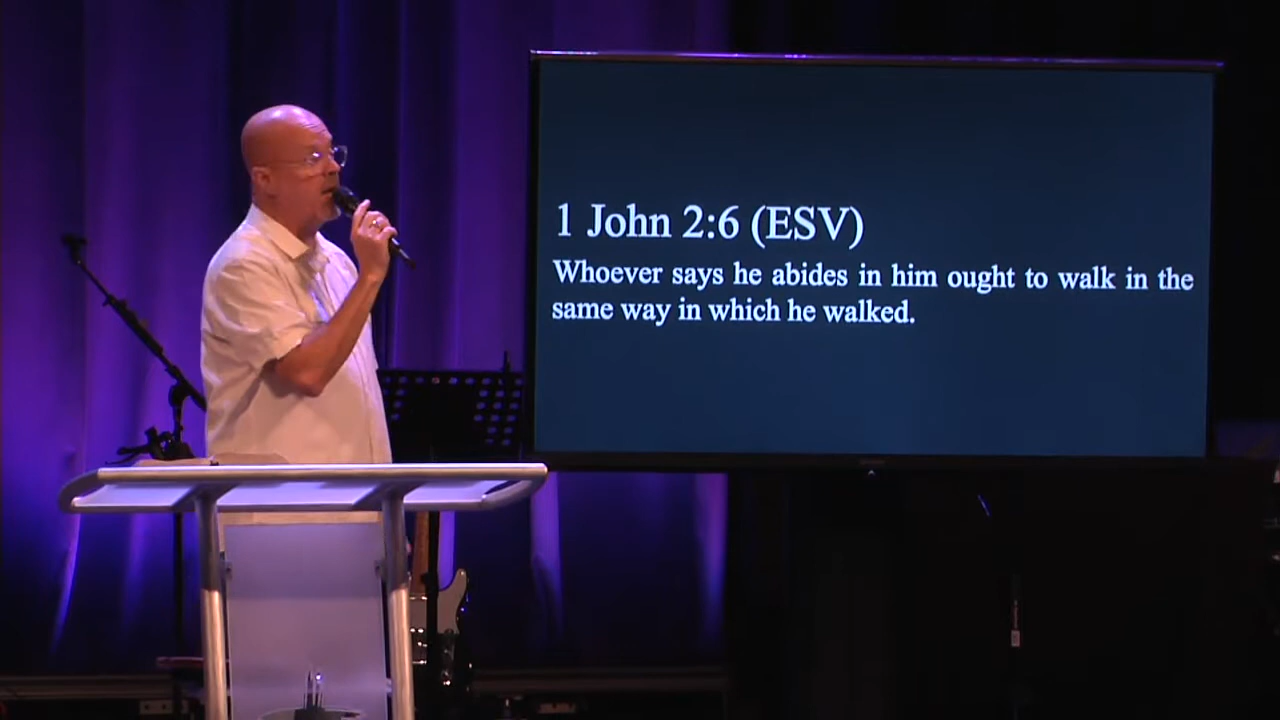 1 John 2:6 (ESV)
Whoever says he abides in him ought to walk in the
same way in which he walked.